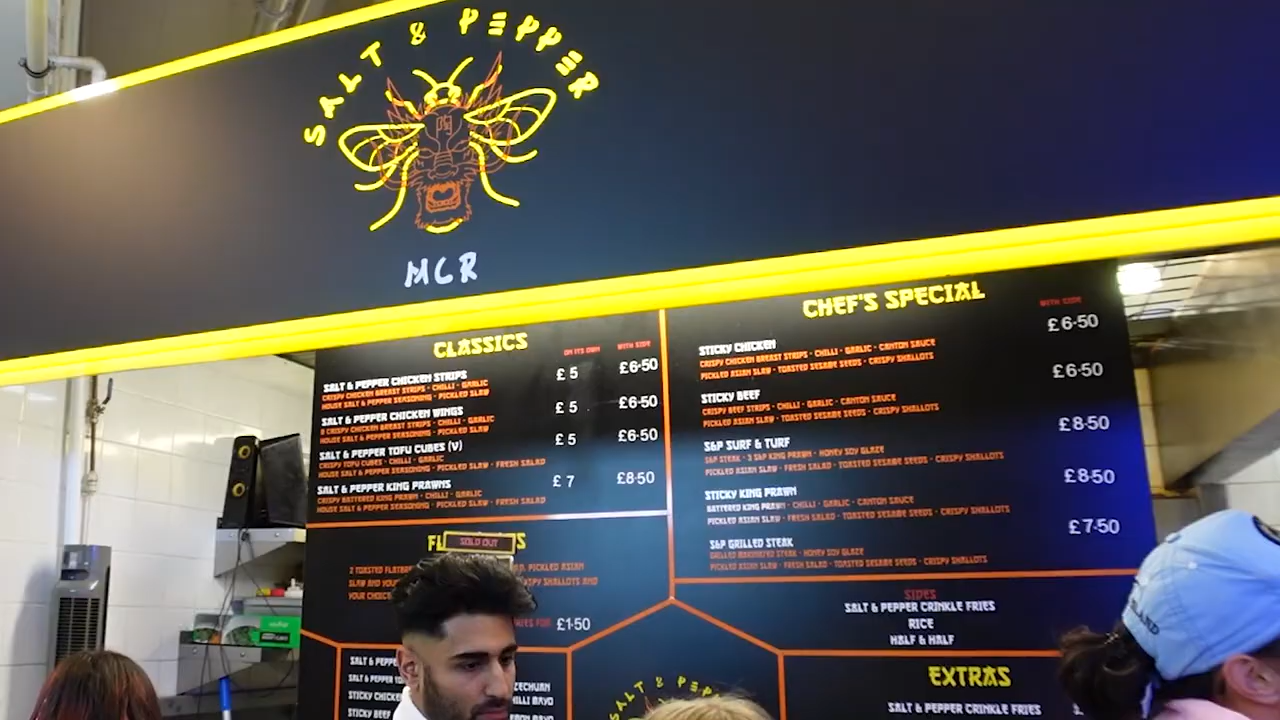 SALT & PEPPER
MCR
CLASSICS
ON ITS OWN WITH SIDE
SALT & PEPPER CHICKEN STRIPS £5 £6·50
CRISPY CHICKEN BREAST STRIPS · CHILLI · GARLIC
HOUSE SALT & PEPPER SEASONING · PICKLED SLAW
SALT & PEPPER CHICKEN WINGS £5 £6·50
8 CRISPY CHICKEN BREAST STRIPS · CHILLI · GARLIC
HOUSE SALT & PEPPER SEASONING · PICKLED SLAW
SALT & PEPPER TOFU CUBES (V) £5 £6·50
CRISPY TOFU CUBES · CHILLI · GARLIC
HOUSE SALT & PEPPER SEASONING · PICKLED SLAW · FRESH SALAD
SALT & PEPPER KING PRAWNS £7 £8·50
CRISPY BATTERED KING PRAWN · CHILLI · GARLIC
HOUSE SALT & PEPPER SEASONING · PICKLED SLAW · FRESH SALAD
SOLD OUT
2 TOASTED
PICKLED ASIAN
SLAW AND
SHALLOTS AND
£1·50
SALT &
SALT & PEPPER
STICKY
STICKY BEEF
CHILLI MAYO
CHEF'S SPECIAL
WITH SIDE
STICKY CHICKEN £6·50
CRISPY CHICKEN BREAST STRIPS · CHILLI · GARLIC · CANTON SAUCE
PICKLED ASIAN SLAW · TOASTED SESAME SEEDS · CRISPY SHALLOTS
STICKY BEEF £6·50
CRISPY BEEF STRIPS · CHILLI · GARLIC · CANTON SAUCE
PICKLED ASIAN SLAW · TOASTED SESAME SEEDS · CRISPY SHALLOTS
S&P SURF & TURF £8·50
S&P STEAK · 3 S&P KING PRAWN · HONEY SOY GLAZE
PICKLED ASIAN SLAW · FRESH SALAD · TOASTED SESAME SEEDS · CRISPY SHALLOTS
STICKY KING PRAWN £8·50
BATTERED KING PRAWN · CHILLI · GARLIC · CANTON SAUCE
PICKLED ASIAN SLAW · FRESH SALAD · TOASTED SESAME SEEDS · CRISPY SHALLOTS
S&P GRILLED STEAK £7·50
GRILLED MARINATED STEAK · HONEY SOY GLAZE
PICKLED ASIAN SLAW · FRESH SALAD · TOASTED SESAME SEEDS · CRISPY SHALLOTS
SIDES
SALT & PEPPER CRINKLE FRIES
RICE
HALF & HALF
EXTRAS
SALT & PEPPER CRINKLE FRIES
SALT & PEPPER